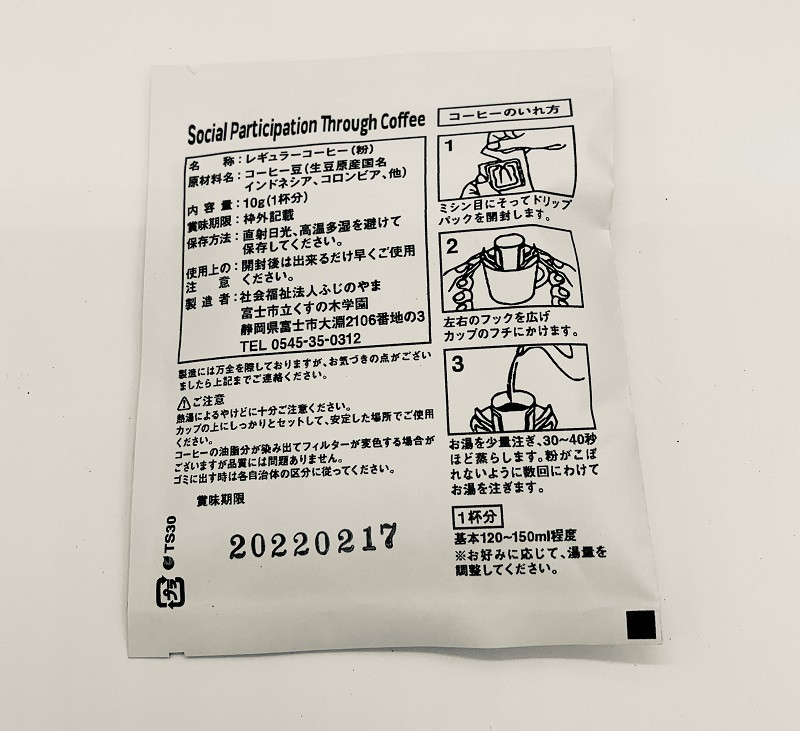 Social Participation Through Coffee
名　　称：レギュラーコーヒー(粉)
原材料名：コーヒー豆(生豆原産国名
インドネシア、コロンビア、他)
内 容 量：10g(1杯分)
賞味期限：枠外記載
保存方法：直射日光、高温多湿を避けて
保存してください。
使用上の：開封後は出来るだけ早くご使用
注　　意　ください。
製 造 者：社会福祉法人ふじのやま
富士市立くすの木学園
静岡県富士市大淵2106番地の3
TEL 0545-35-0312
製造には万全を際しておりますが、お気づきの点がござい
ましたら上記までご連絡ください。
⚠ご注意
熱湯によるやけどに十分ご注意ください。
カップの上にしっかりとセットして、安定した場所でご使用
ください。
コーヒーの油脂分が染み出てフィルターが変色する場合が
ございますが品質には問題ありません。
ゴミに出す時は各自治体の区分に従ってください。
賞味期限
20220217
TS30
プラ
コーヒーのいれ方
1
ミシン目にそってドリップ
パックを開封します。
2
左右のフックを広げ
カップのフチにかけます。
3
お湯を少量注ぎ、30~40秒
ほど蒸らします。粉がこぼ
れないように数回にわけて
お湯を注ぎます。
1杯分
基本120~150ml程度
※お好みに応じて、湯量を
調整してください。